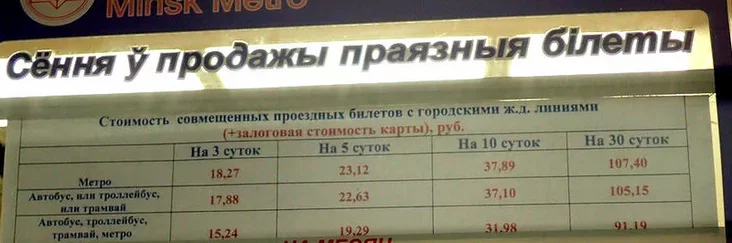 Minsk Metro
Сёння ў продажы праязныя білеты
Стоимость совмещенных проездных билетов с городскими ж.д. линиями
(+залоговая стоимость карты), руб.
На 3 суток На 5 суток На 10 суток На 30 суток
Метро 18,27 23,12 37,89 107,40
Автобус, или троллейбус,
или трамвай 17,88 22,63 37,10 105,15
Автобус, троллейбус,
трамвай, метро 15,24 19,29 31,98 91,19
НА МЕСЯЦ